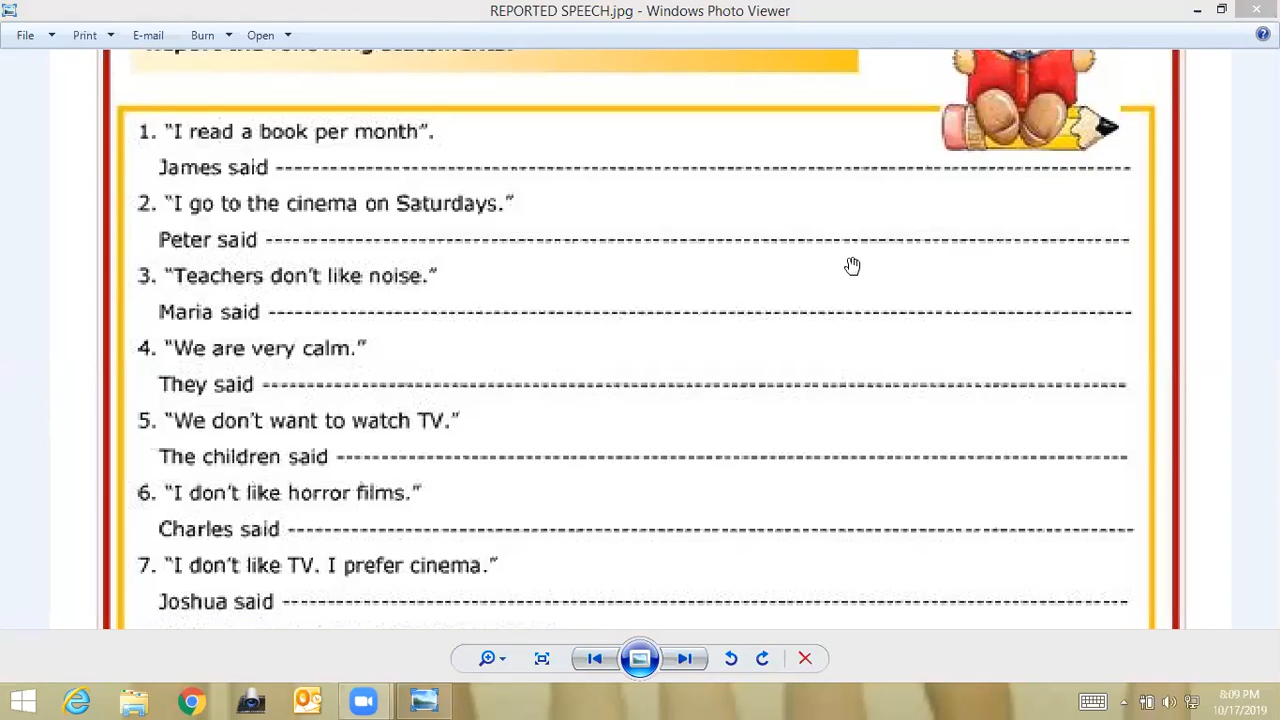 REPORTED SPEECH.jpg - Windows Photo Viewer
File Print E-mail Burn Open
1. “I read a book per month”.
James said ----------
2. “I go to the cinema on Saturdays.”
Peter said ----------
3. “Teachers don’t like noise.”
Maria said ----------
4. “We are very calm.”
They said ----------
5. “We don’t want to watch TV.”
The children said ----------
6. “I don’t like horror films.”
Charles said ----------
7. “I don’t like TV. I prefer cinema.”
Joshua said ----------
8:09 PM
10/17/2019